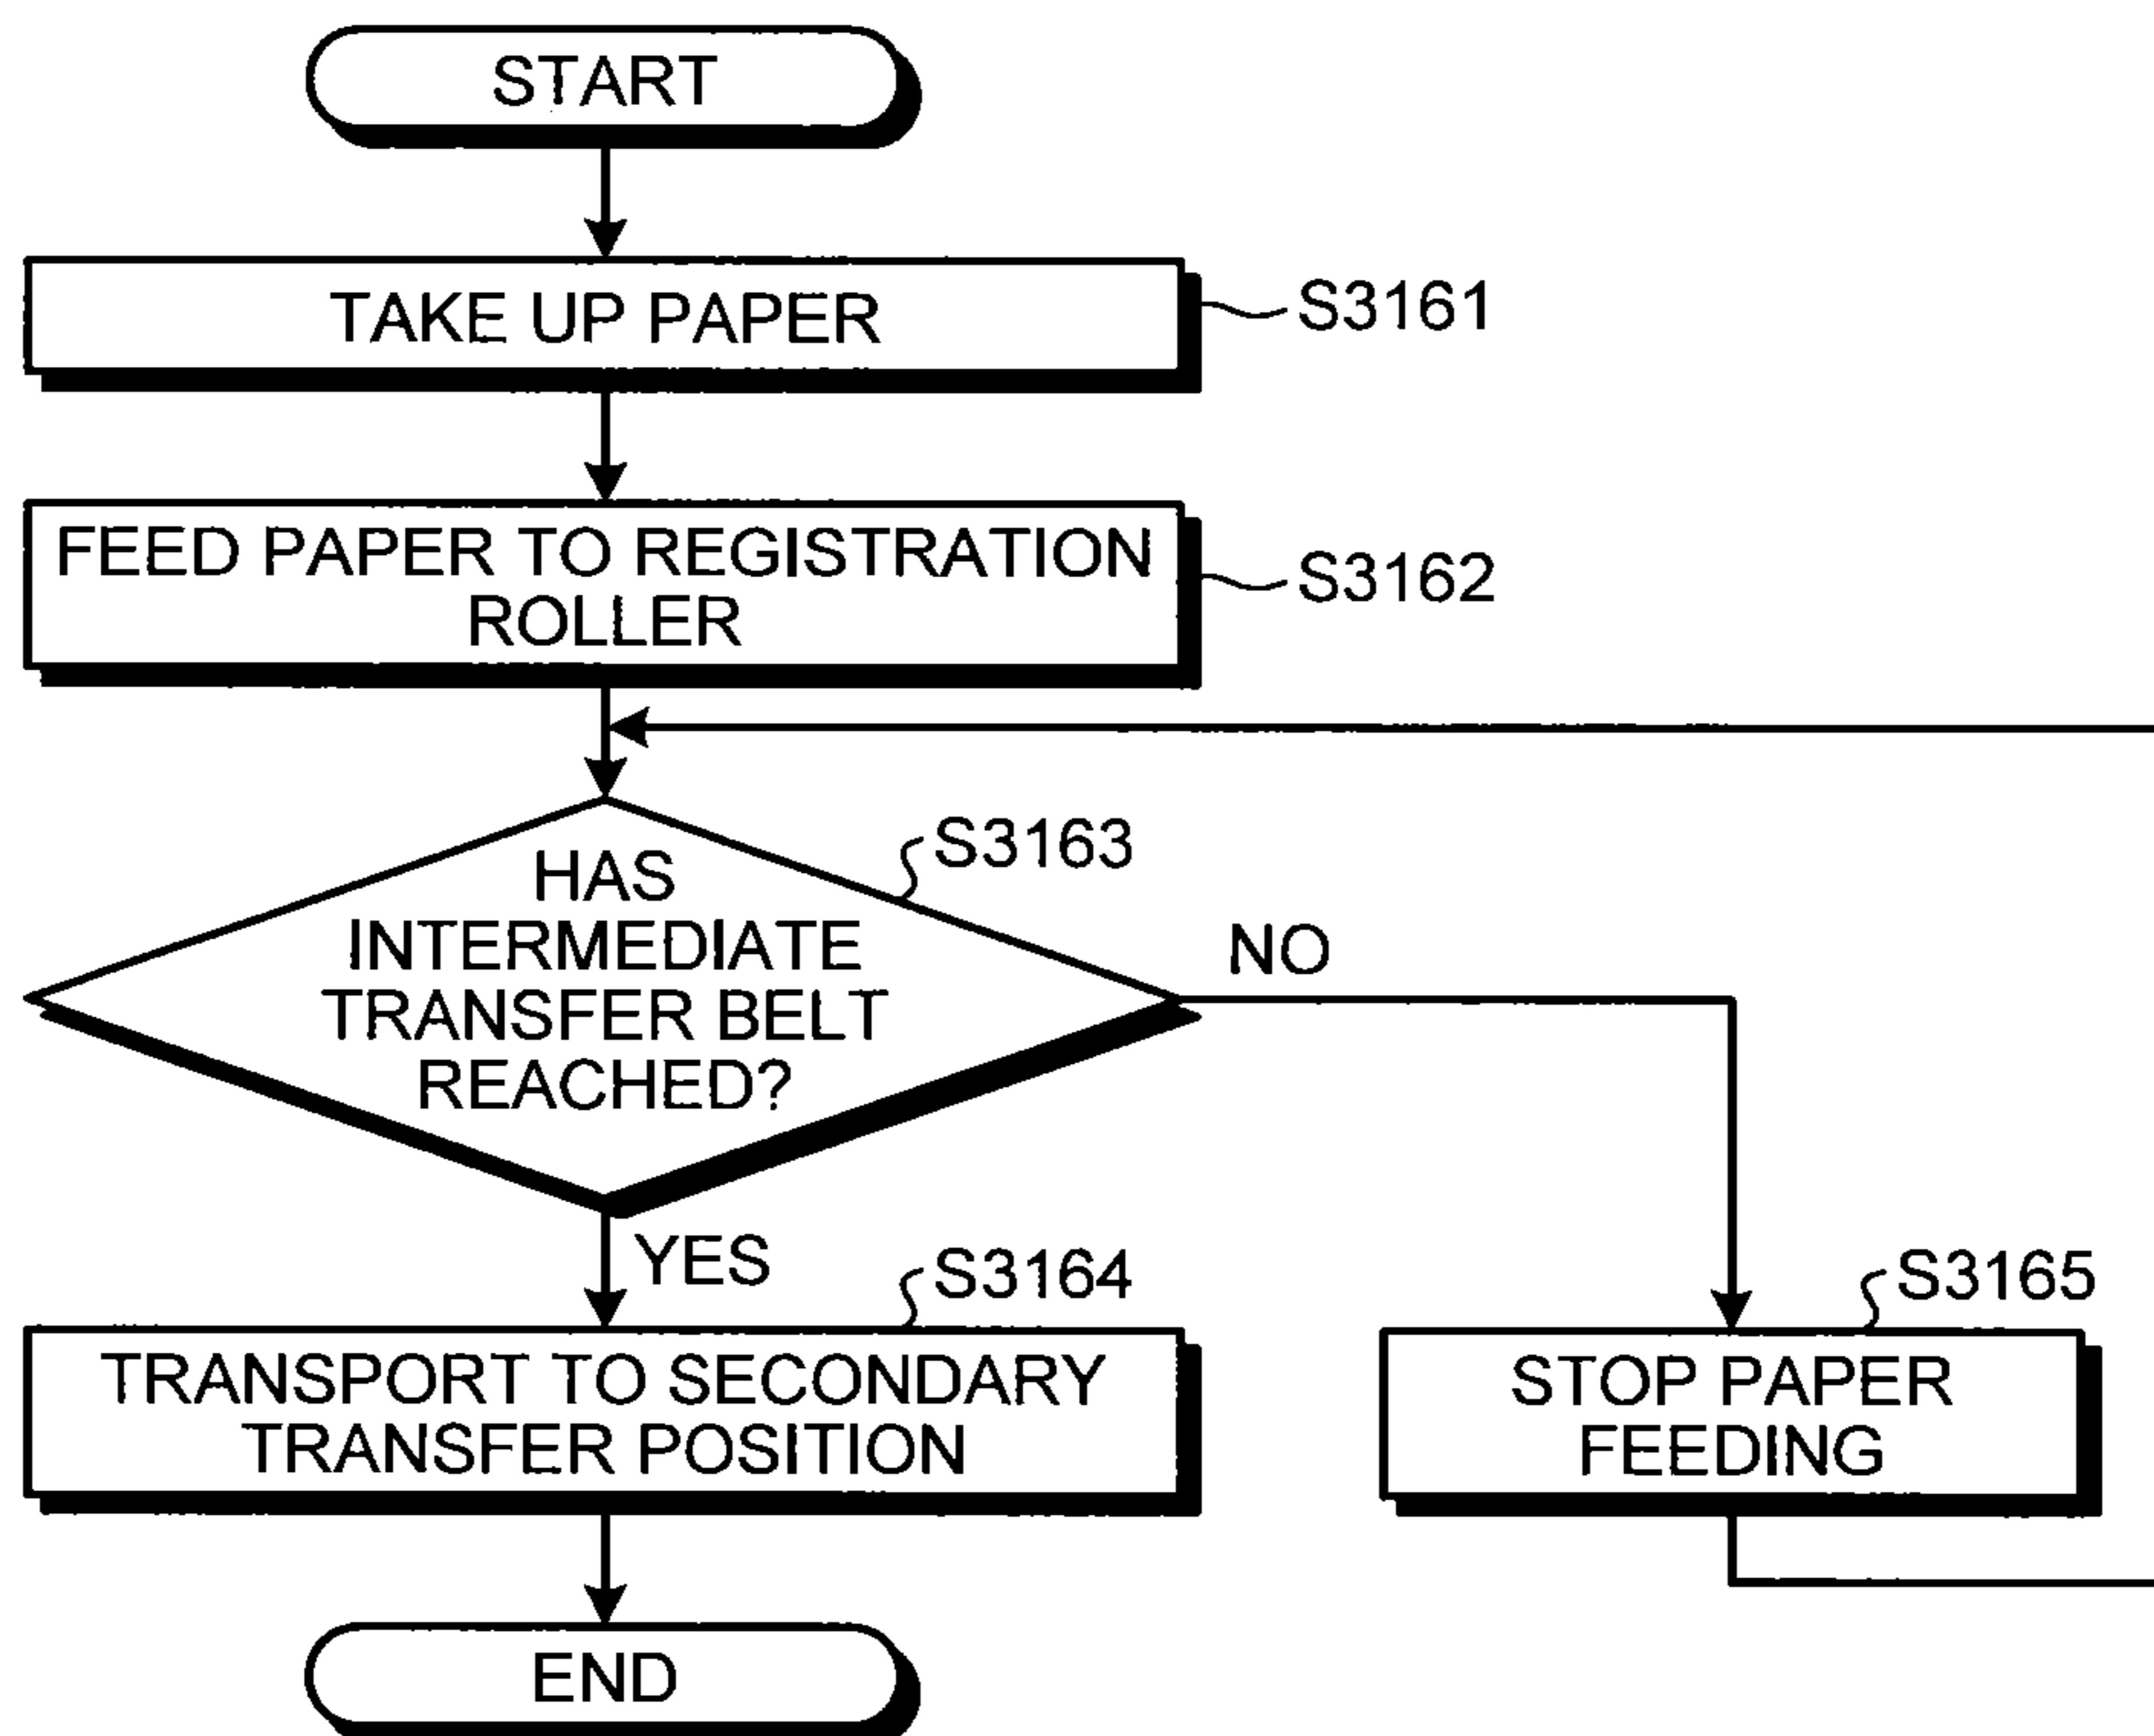 START
TAKE UP PAPER
S3161
FEED PAPER TO REGISTRATION
ROLLER
S3162
S3163
HAS
INTERMEDIATE
TRANSFER BELT
REACHED?
NO
YES
S3164
TRANSPORT TO SECONDARY
TRANSFER POSITION
S3165
STOP PAPER
FEEDING
END